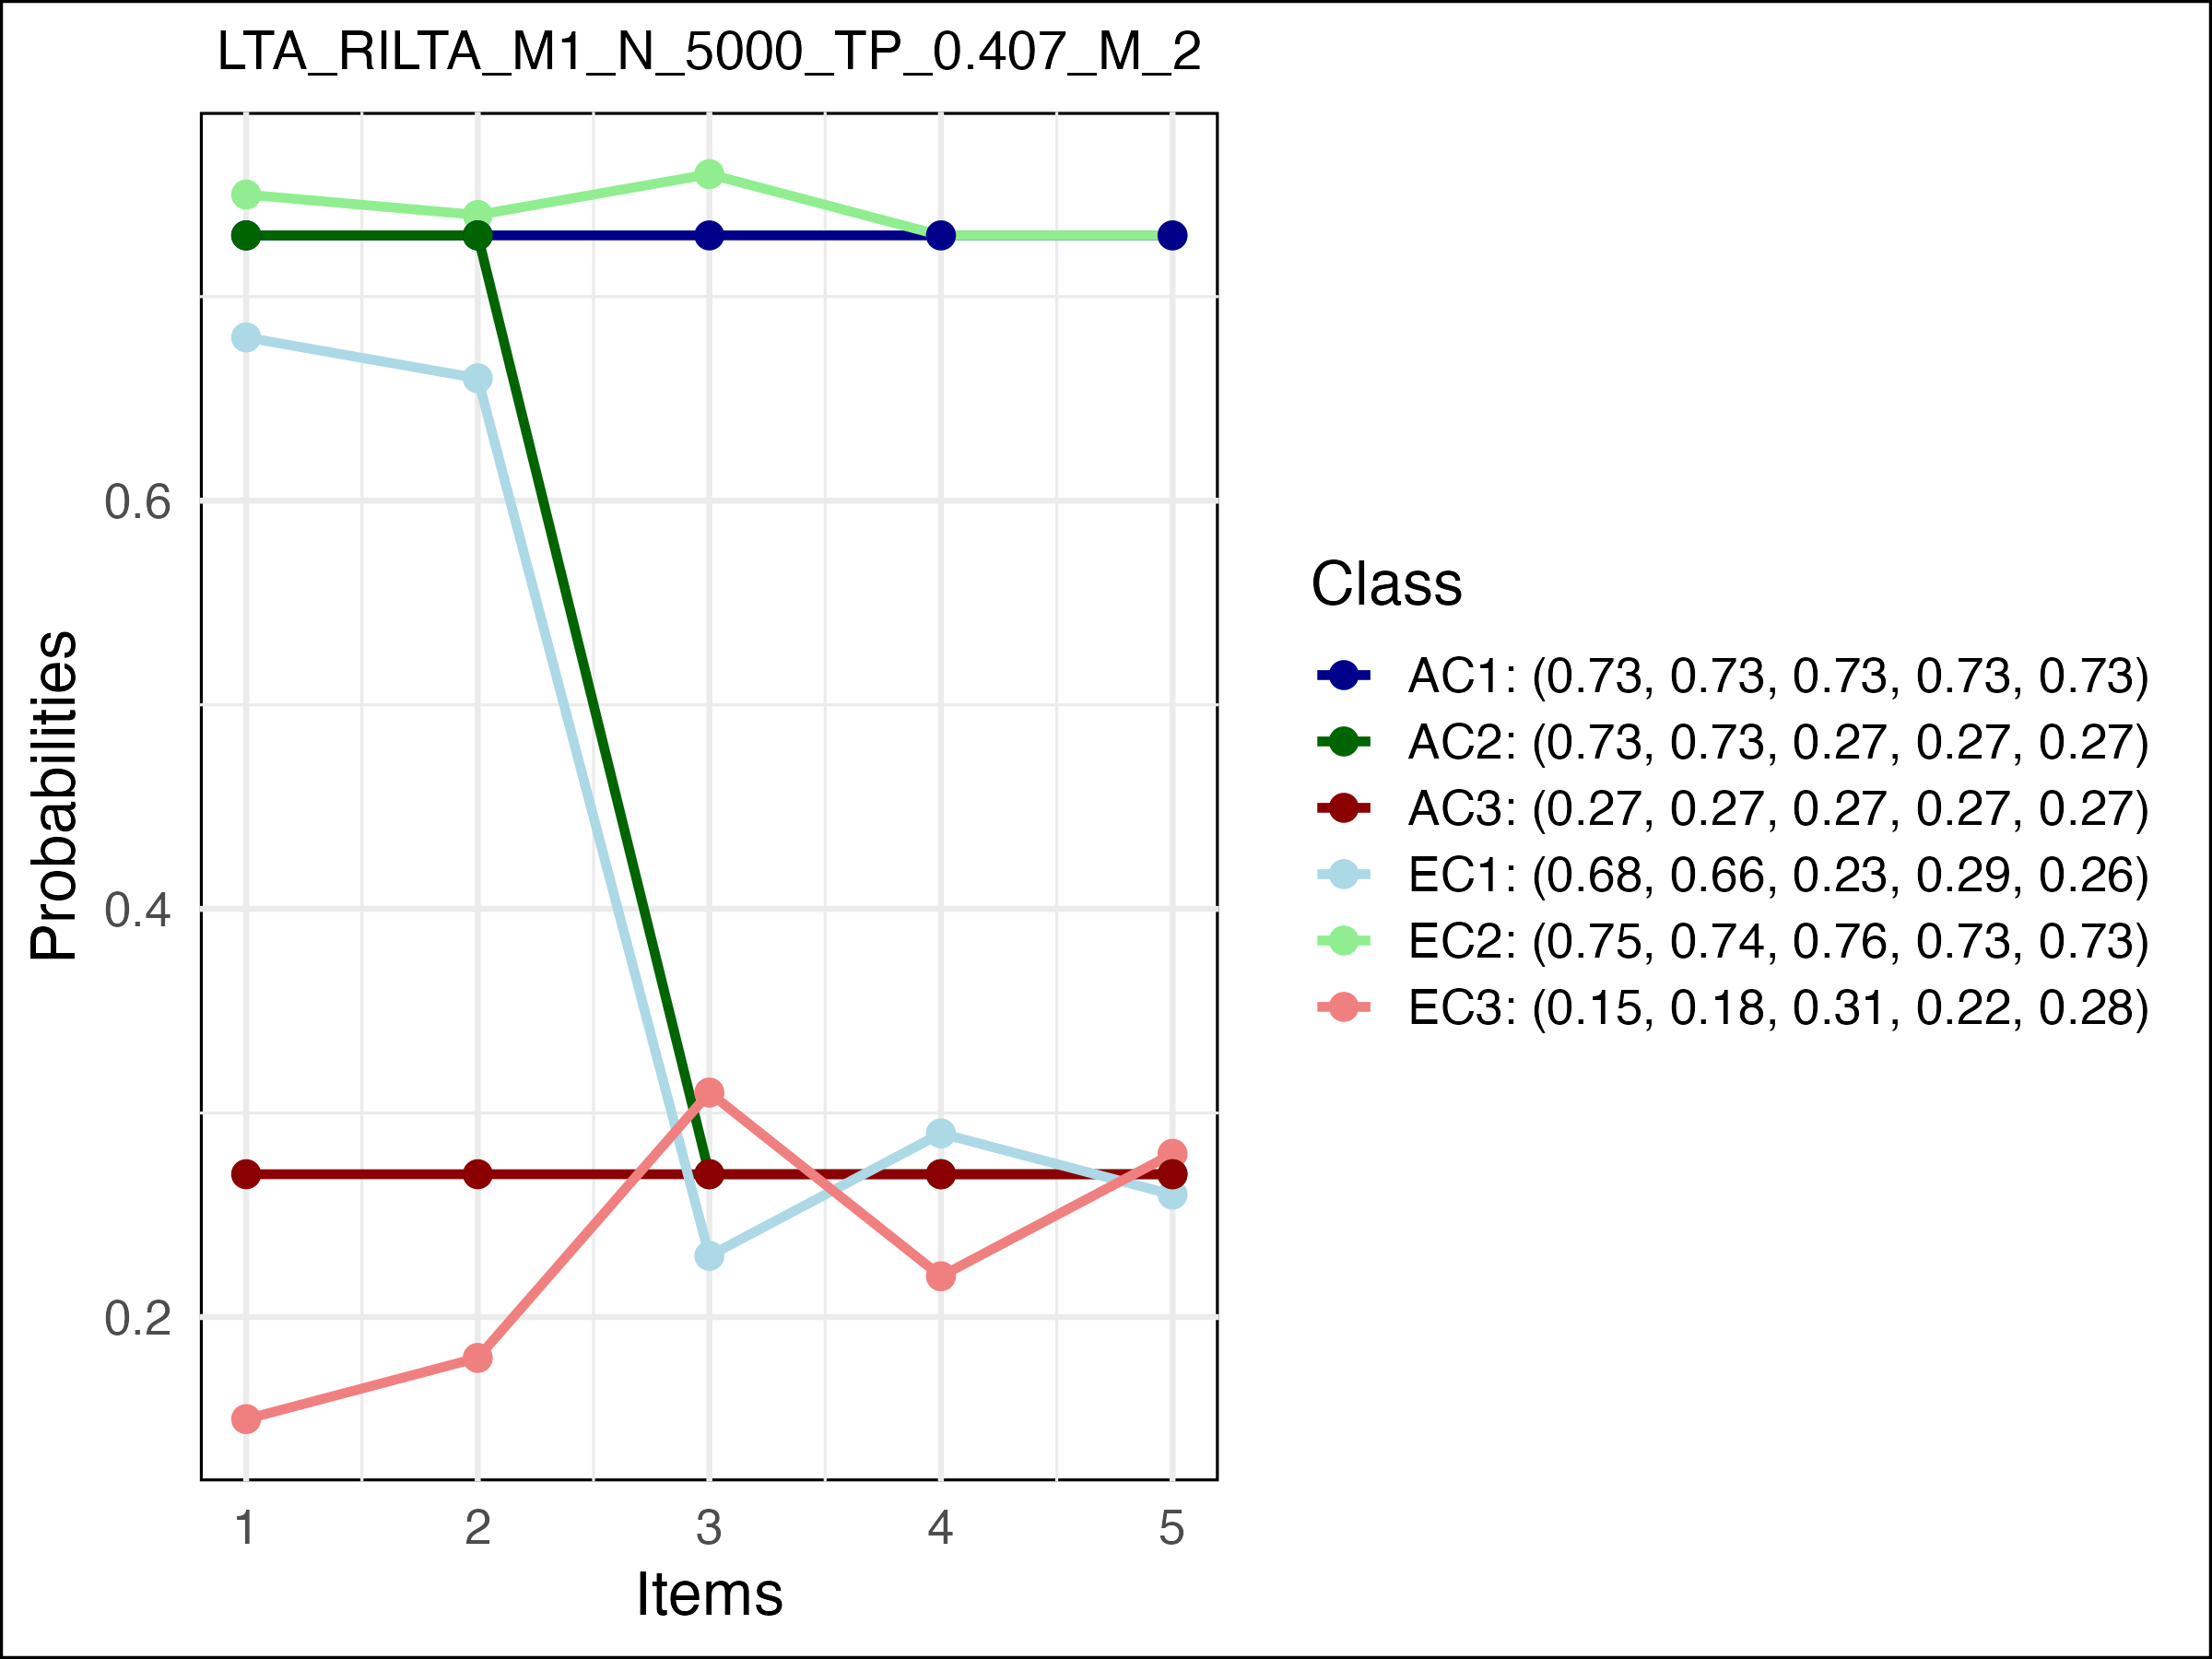 LTA_RILTA_M1_N_5000_TP_0.407_M_2
Probabilities
0.6
0.4
0.2
1 2 3 4 5
Items
Class
AC1: (0.73, 0.73, 0.73, 0.73, 0.73)
AC2: (0.73, 0.73, 0.27, 0.27, 0.27)
AC3: (0.27, 0.27, 0.27, 0.27, 0.27)
EC1: (0.68, 0.66, 0.23, 0.29, 0.26)
EC2: (0.75, 0.74, 0.76, 0.73, 0.73)
EC3: (0.15, 0.18, 0.31, 0.22, 0.28)